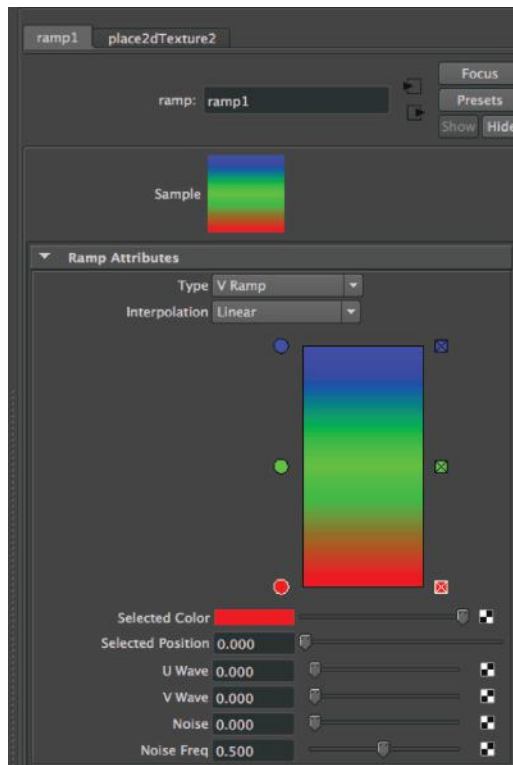 ramp1 place2dTexture2
Focus
ramp: ramp1
Presets
Show Hide
Sample
Ramp Attributes
Type V Ramp
Interpolation Linear
Selected Color
Selected Position 0.000
U Wave 0.000
V Wave 0.000
Noise 0.000
Noise Freq 0.500